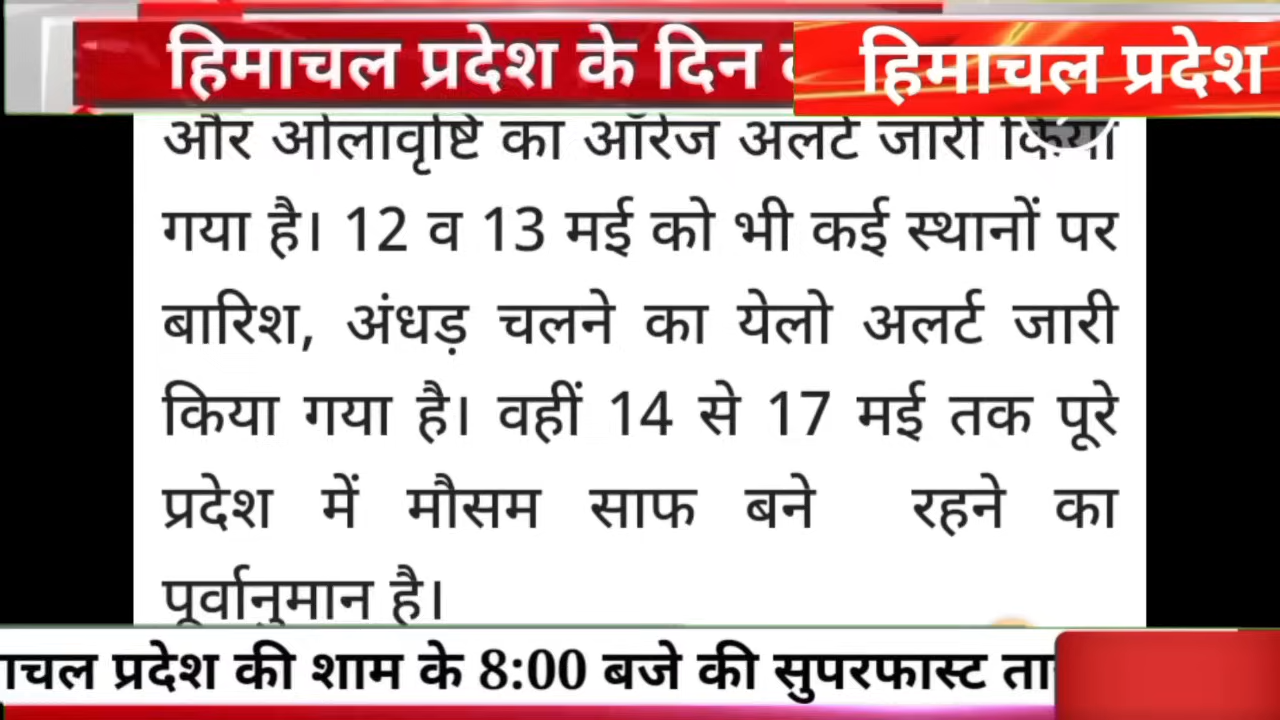 हिमाचल प्रदेश के दिन
हिमाचल प्रदेश
और ओलावृष्टि का ऑरेंज अलर्ट जारी किया
गया है। 12 व 13 मई को भी कई स्थानों पर
बारिश, अंधड़ चलने का येलो अलर्ट जारी
किया गया है। वहीं 14 से 17 मई तक पूरे
प्रदेश में मौसम साफ बने रहने का
पूर्वानुमान है।
प्रदेश की शाम के 8:00 बजे की सुपरफास्ट